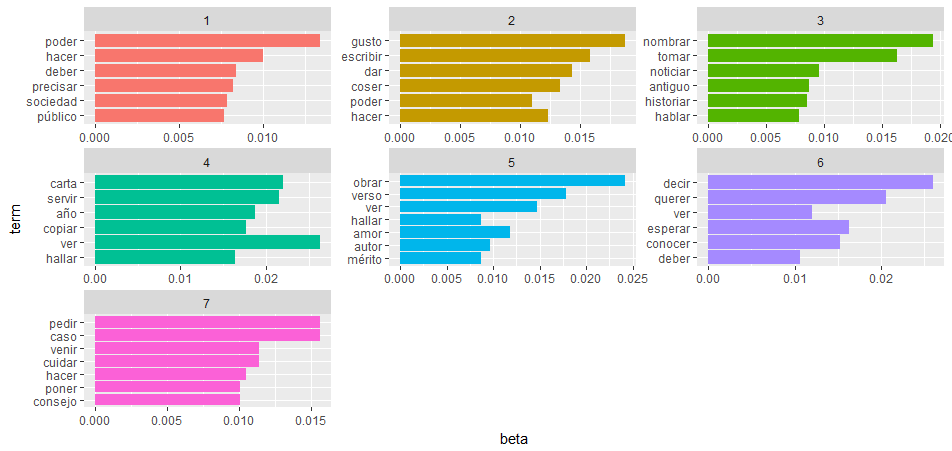 1
poder
hacer
deber
precisar
sociedad
público
0.000 0.005 0.010
2
gusto
escribir
dar
coser
poder
hacer
0.000 0.005 0.010 0.015
3
nombrar
tomar
noticiar
antiguo
historiar
hablar
0.000 0.005 0.010 0.015 0.020
4
carta
servir
año
copiar
ver
hallar
0.00 0.01 0.02
5
obrar
verso
ver
hallar
amor
autor
mérito
0.000 0.005 0.010 0.015 0.020 0.025
6
decir
querer
ver
esperar
conocer
deber
0.00 0.01 0.02
7
pedir
caso
venir
cuidar
hacer
poner
consejo
0.000 0.005 0.010 0.015
term
beta